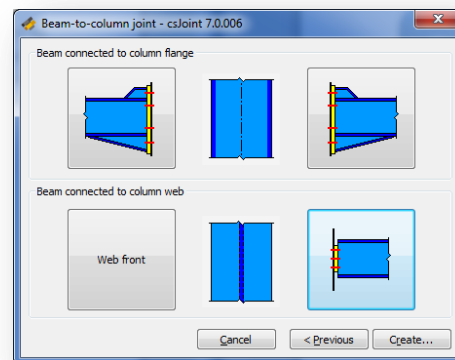 Beam-to-column joint - csJoint 7.0.006
Beam connected to column flange
Beam connected to column web
Web front
Cancel
< Previous
Create...